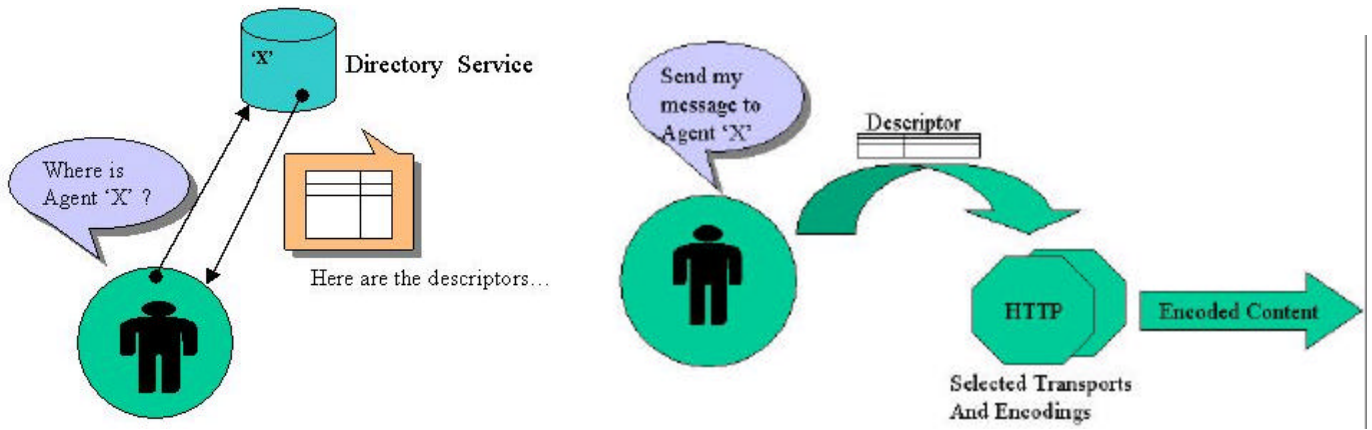 ‘X’
Directory Service
Where is
Agent ‘X’ ?
Here are the descriptors…
Send my
message to
Agent ‘X’
Descriptor
HTTP
Encoded Content
Selected Transports
And Encodings